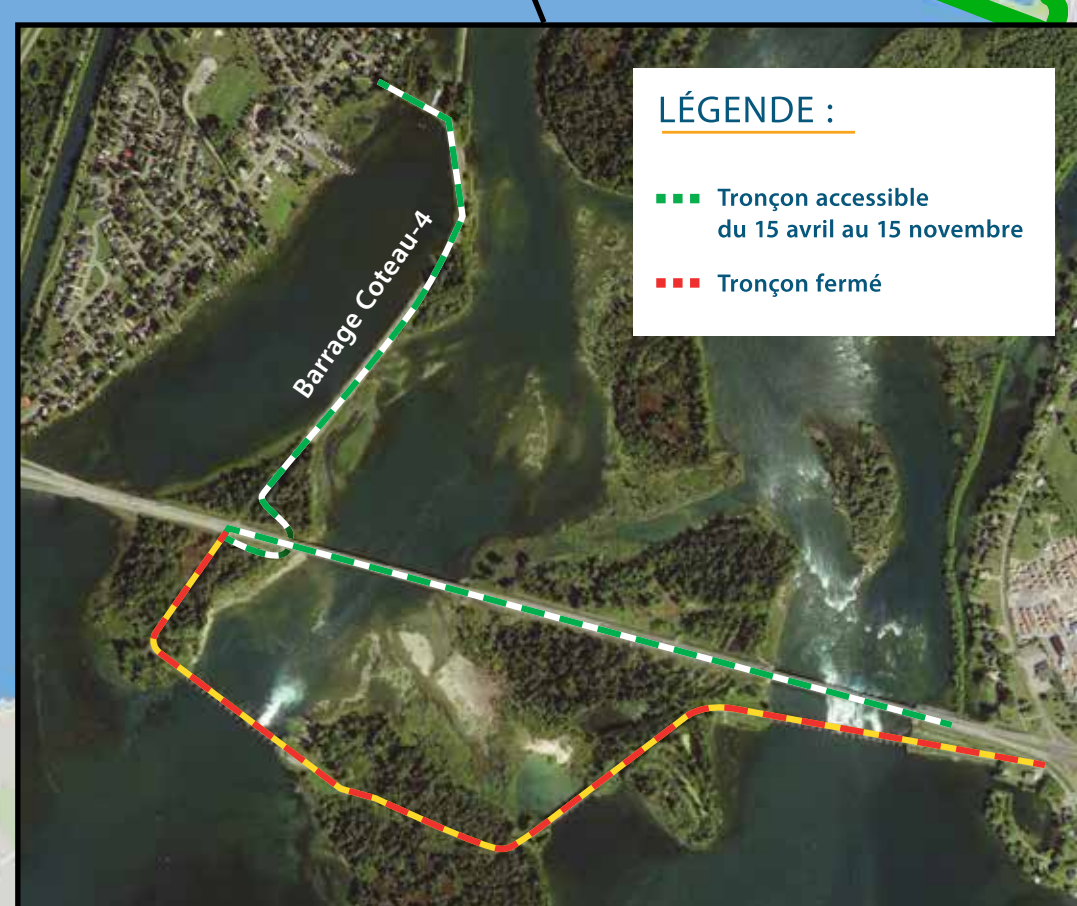 LÉGENDE :
Tronçon accessible
du 15 avril au 15 novembre
Tronçon fermé
Barrage Coteau-4